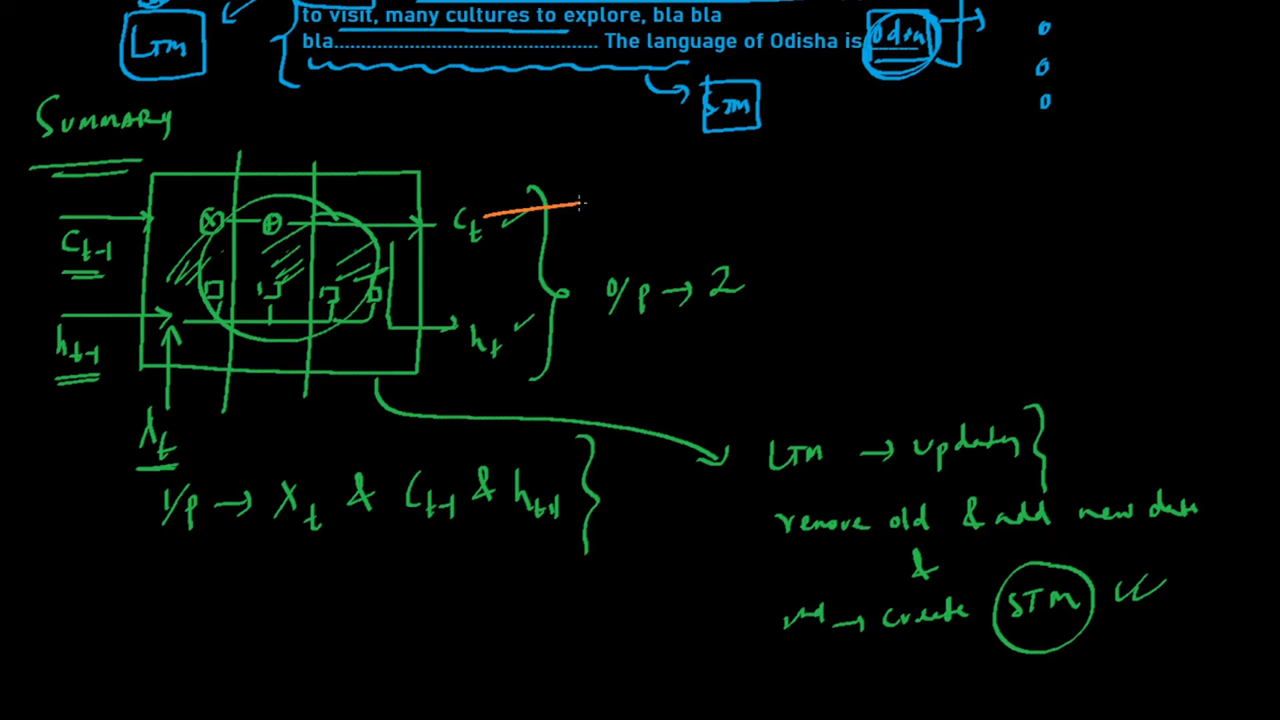 to visit, many cultures to explore, bla bla
LTM
bla............................................. The language of Odisha is
STM
SUMMARY
Ct-1
Ct
O/p → 2
ht-1
ht
Xt
LTM → update
I/p → Xt & Ct-1 & ht-1
remove old & add new data
&
→ create STM